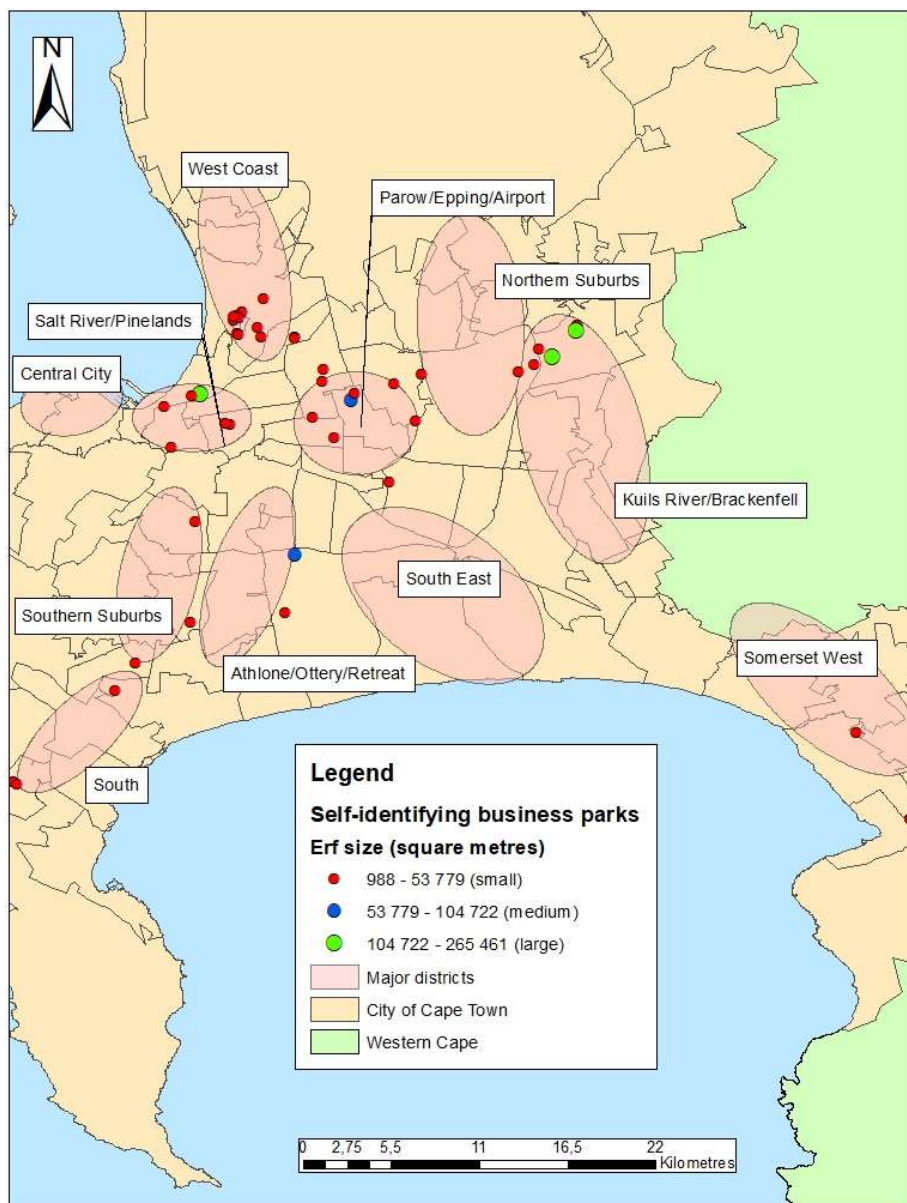 N
West Coast
Parow/Epping/Airport
Northern Suburbs
Salt River/Pinelands
Central City
Kuils River/Brackenfell
South East
Southern Suburbs
Athlone/Ottery/Retreat
Somerset West
South
Legend
Self-identifying business parks
Erf size (square metres)
988 - 53 779 (small)
53 779 - 104 722 (medium)
104 722 - 265 461 (large)
Major districts
City of Cape Town
Western Cape
0 2,75 5,5 11 16,5 22
Kilometres